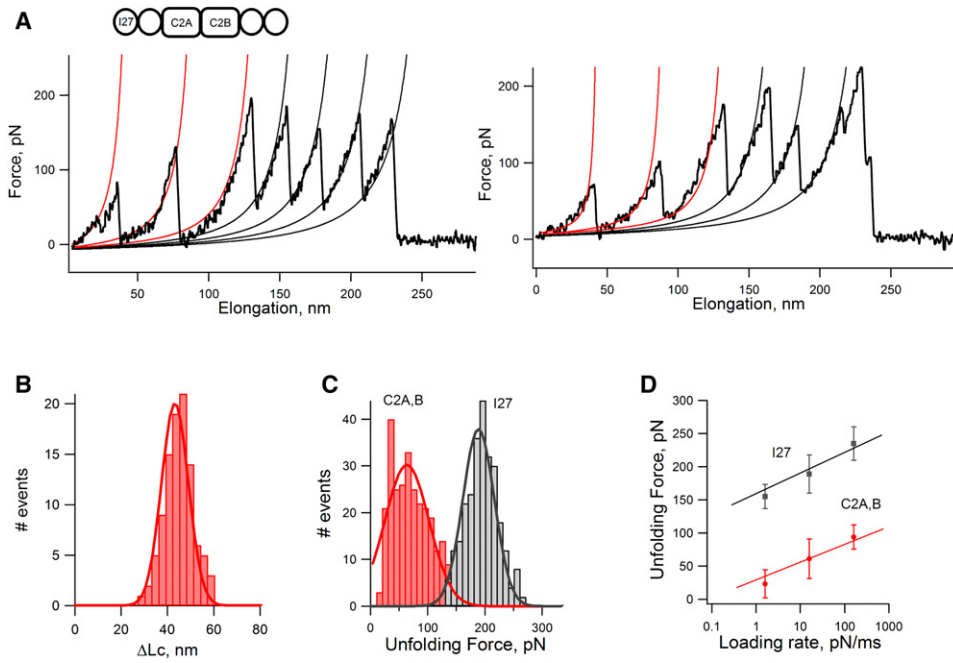 A
I27 C2A C2B
Force, pN
200
100
0
50 100 150 200 250
Elongation, nm
Force, pN
200
100
0
0 50 100 150 200 250
Elongation, nm
B
# events
20
15
10
5
0
0 20 40 60 80
ΔLc, nm
C
C2A,B I27
# events
40
30
20
10
0
0 100 200 300
Unfolding Force, pN
D
Unfolding Force, pN
300
250
200
150
100
50
0
I27
C2A,B
0.1 1 10 100 1000
Loading rate, pN/ms